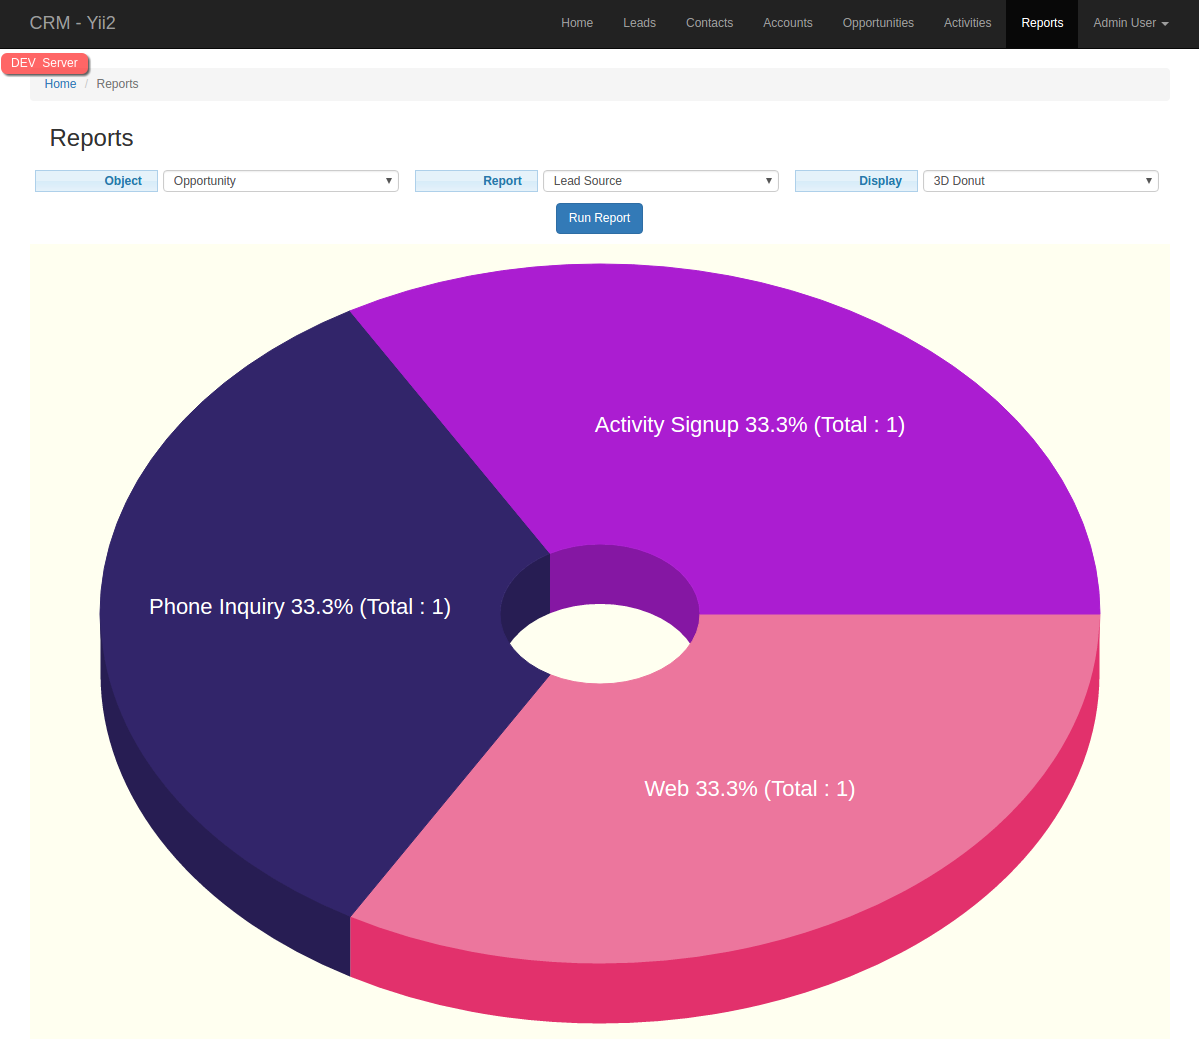 CRM - Yii2 Home Leads Contacts Accounts Opportunities Activities Reports Admin User
DEV Server
Home / Reports
Reports
Object Opportunity Report Lead Source Display 3D Donut
Run Report
Activity Signup 33.3% (Total : 1)
Phone Inquiry 33.3% (Total : 1)
Web 33.3% (Total : 1)